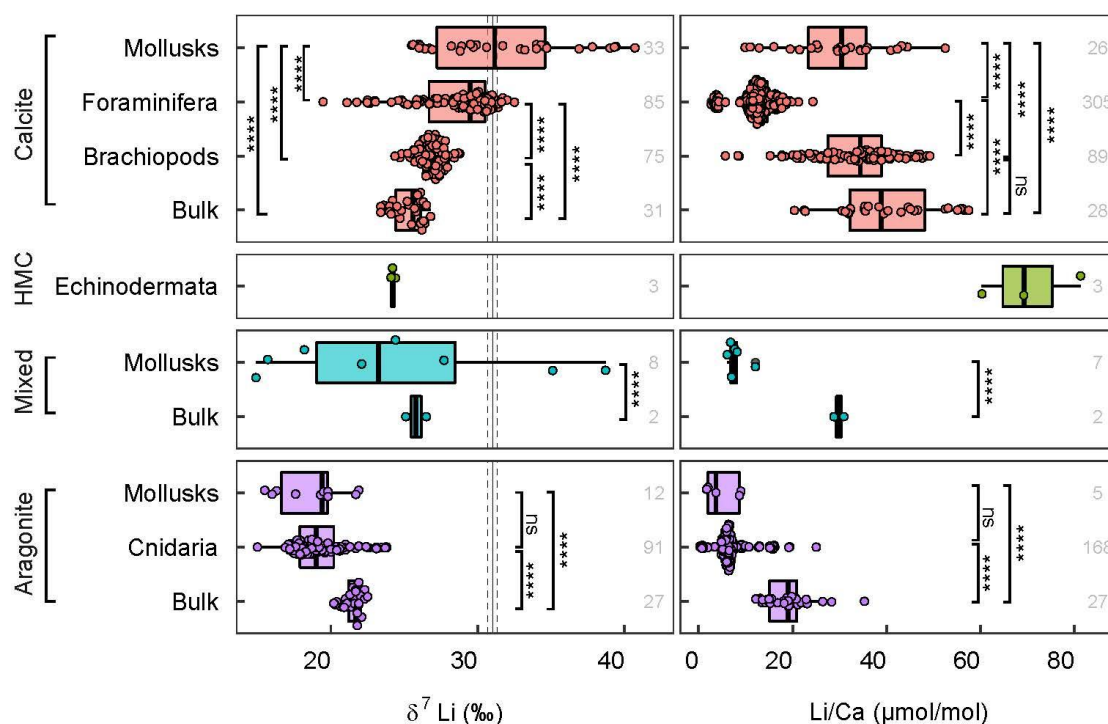 Calcite
Mollusks
Foraminifera
Brachiopods
Bulk
****
****
****
****
****
****
33
85
75
31
****
****
****
****
ns
****
26
305
89
28
HMC
Echinodermata
3
3
Mixed
Mollusks
Bulk
****
8
2
****
7
2
Aragonite
Mollusks
Cnidaria
Bulk
ns
****
****
12
91
27
ns
****
****
5
168
27
20 30 40
0 20 40 60 80
δ⁷ Li (‰)
Li/Ca (μmol/mol)